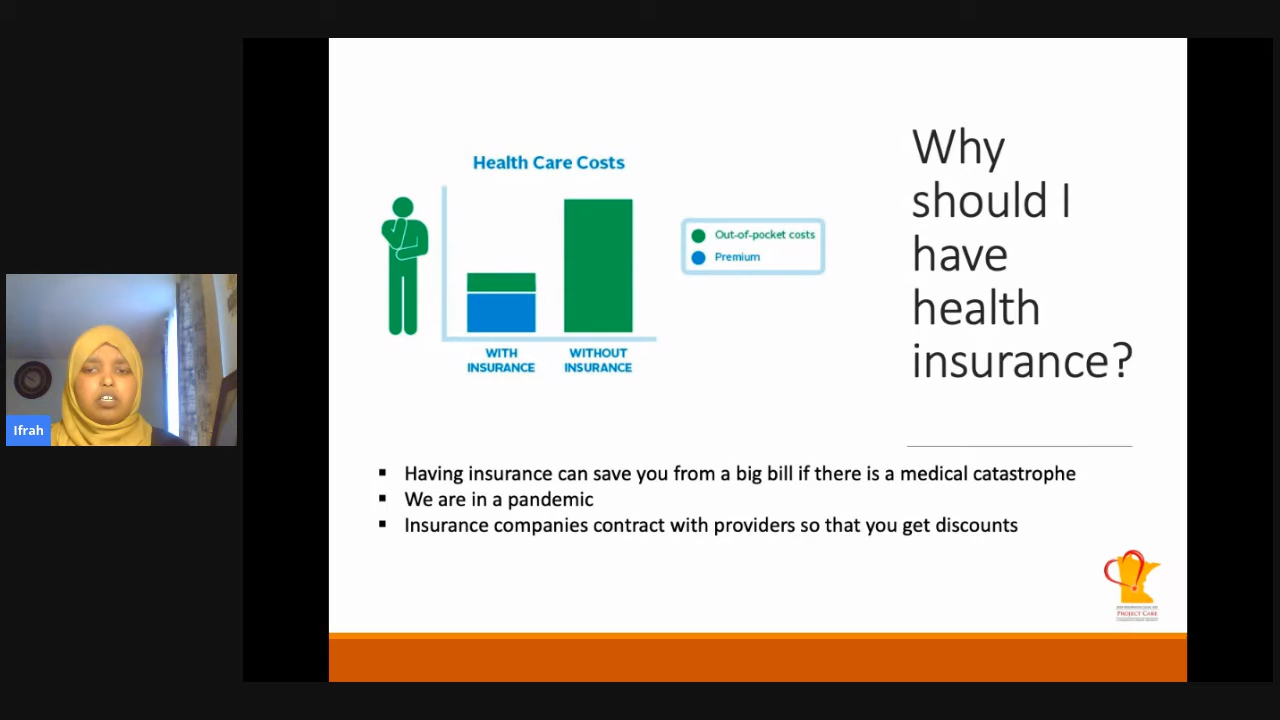 Ifrah
Health Care Costs
Out-of-pocket costs
Premium
WITH
INSURANCE
WITHOUT
INSURANCE
Why
should I
have
health
insurance?
▪ Having insurance can save you from a big bill if there is a medical catastrophe
▪ We are in a pandemic
▪ Insurance companies contract with providers so that you get discounts
PROJECT CARE